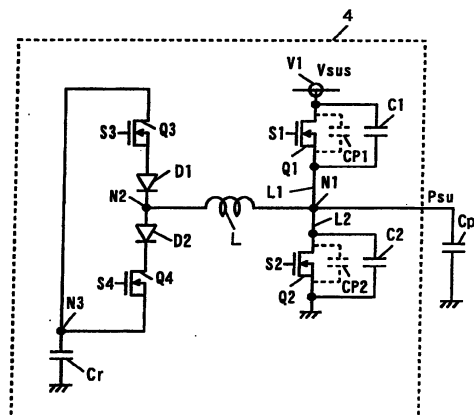 4
V1 Vsus
S3 Q3
S1
C1
Q1 CP1
D1
L1 N1
N2
Psu
L
L2
Cp
D2
S4 Q4
S2
C2
Q2 CP2
N3
Cr